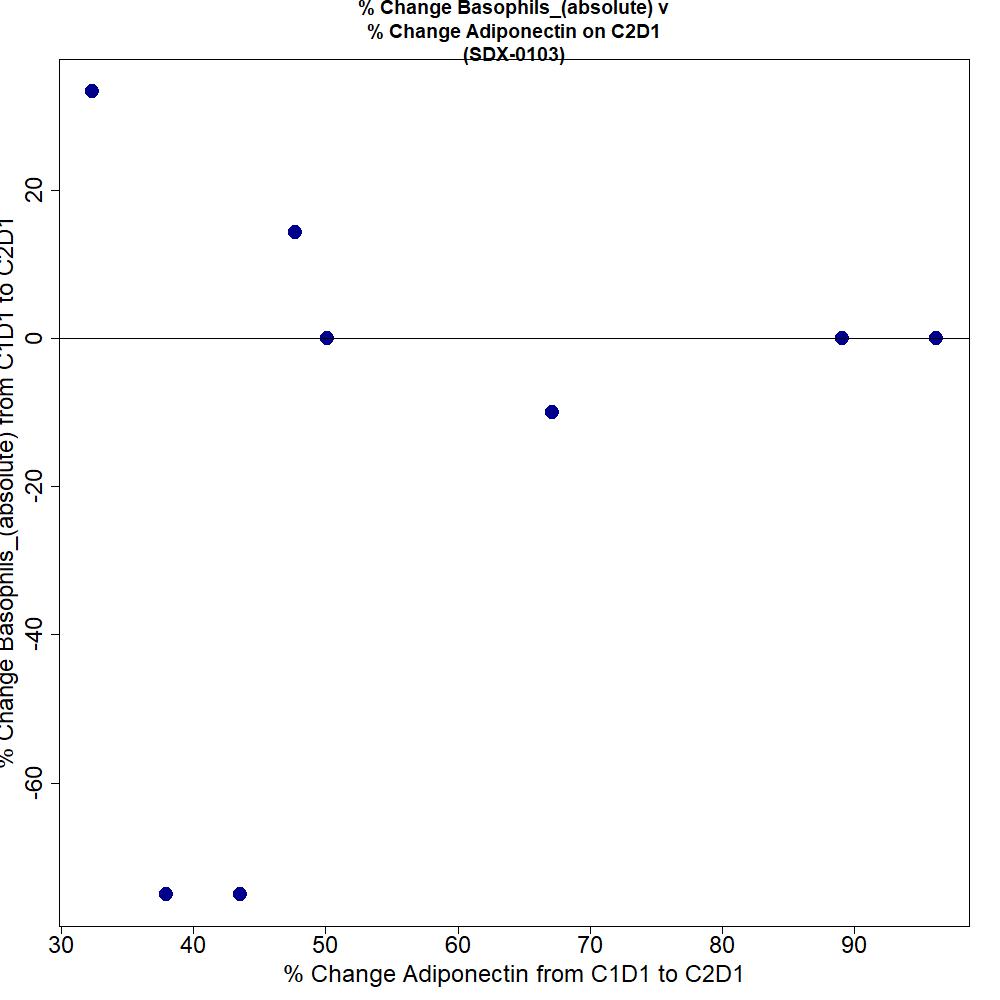 % Change Basophils_(absolute) v
% Change Adiponectin on C2D1
(SDX-0103)
% Change Basophils_(absolute) from C1D1 to C2D1
20
0
-20
-40
-60
30 40 50 60 70 80 90
% Change Adiponectin from C1D1 to C2D1